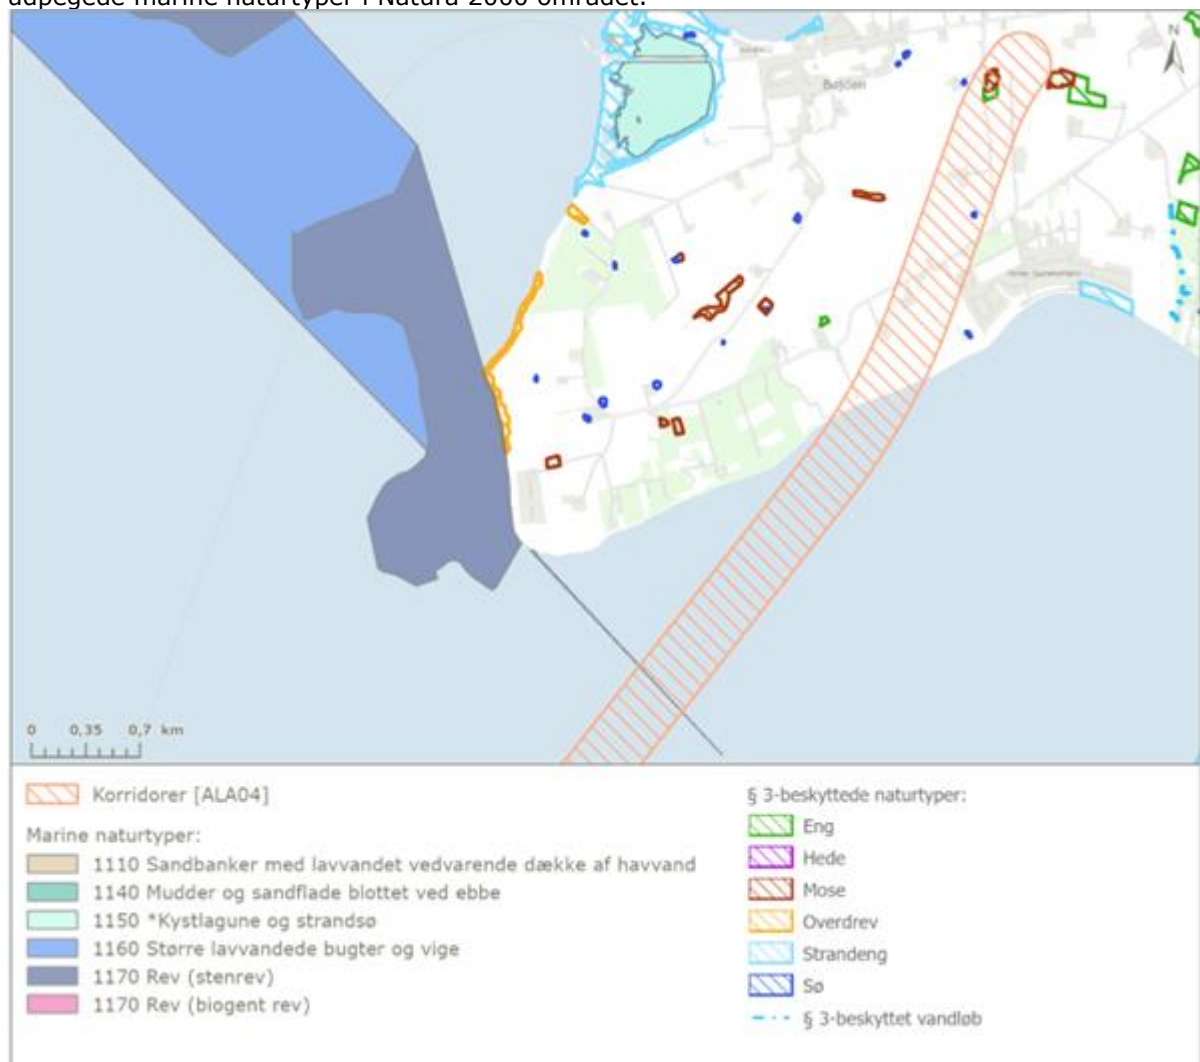 udpegede marine naturtyper i Natura 2000 området.
N
Bøjden
0 0,35 0,7 km
Korridorer [ALA04]
Marine naturtyper:
1110 Sandbanker med lavvandet vedvarende dække af havvand
1140 Mudder og sandflade blottet ved ebbe
1150 *Kystlagune og strandsø
1160 Større lavvandede bugter og vige
1170 Rev (stenrev)
1170 Rev (biogent rev)
§ 3-beskyttede naturtyper:
Eng
Hede
Mose
Overdrev
Strandeng
Sø
§ 3-beskyttet vandløb